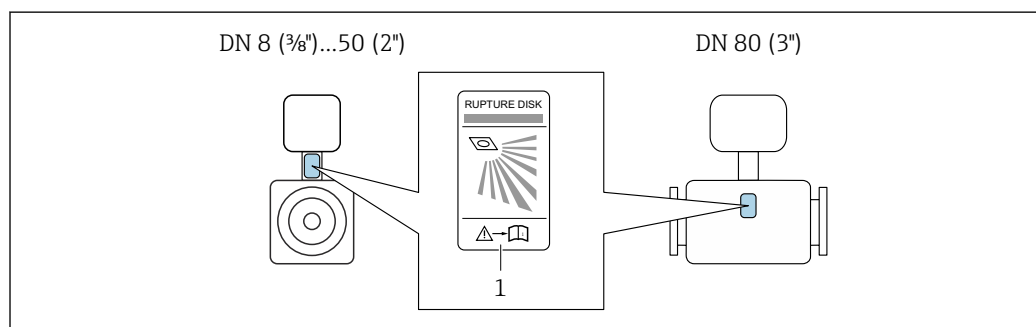 DN 8 (⅜")...50 (2")
DN 80 (3")
RUPTURE DISK
1